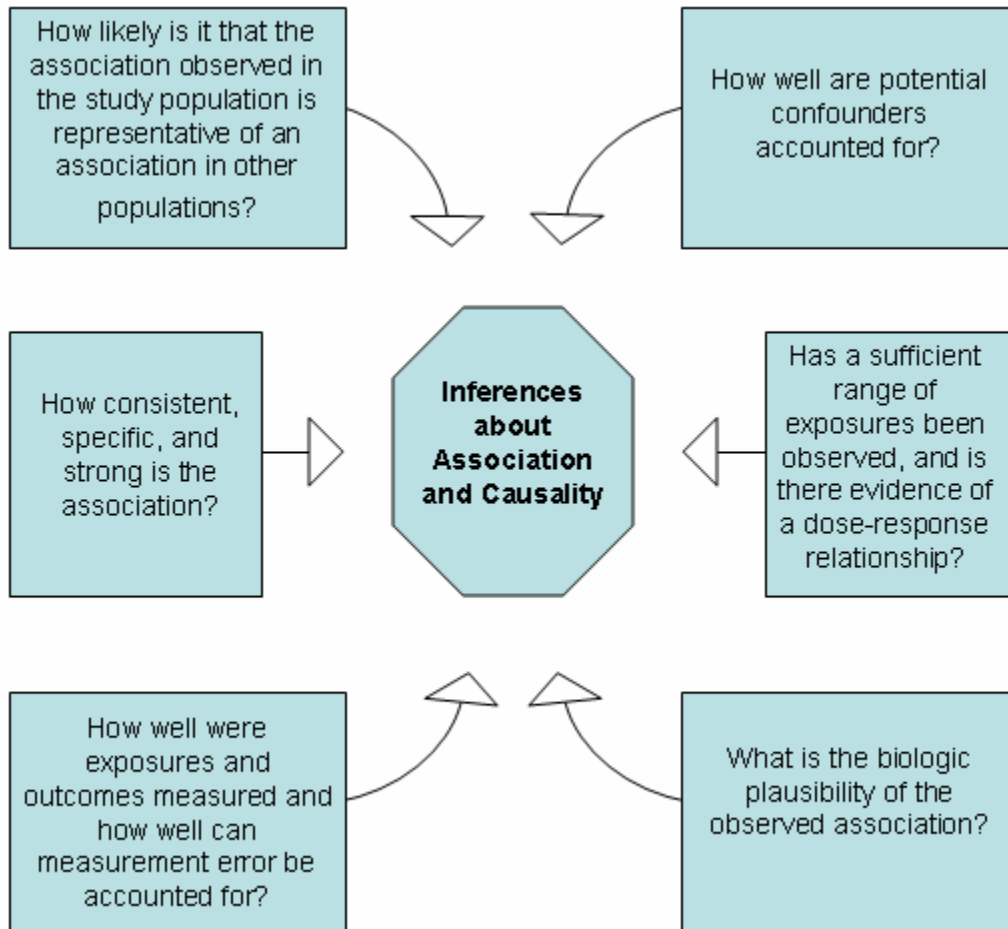 How likely is it that the
association observed in
the study population is
representative of an
association in other
populations?
How well are potential
confounders
accounted for?
How consistent,
specific, and
strong is the
association?
Inferences
about
Association
and Causality
Has a sufficient
range of
exposures been
observed, and is
there evidence of
a dose-response
relationship?
How well were
exposures and
outcomes measured and
how well can
measurement error be
accounted for?
What is the biologic
plausibility of the
observed association?